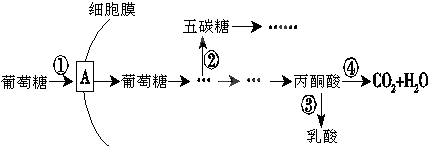 细胞膜
五碳糖 ……
① ②
葡萄糖 A 葡萄糖 … … 丙酮酸 ④ CO₂+H₂O
③
乳酸